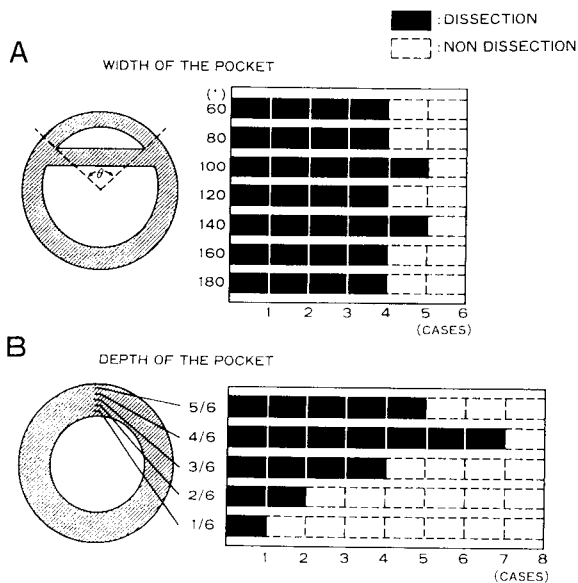 : DISSECTION
: NON DISSECTION
A
WIDTH OF THE POCKET
(°)
60
80
100
120
140
160
180
θ
1 2 3 4 5 6
(CASES)
B
DEPTH OF THE POCKET
5/6
4/6
3/6
2/6
1/6
1 2 3 4 5 6 7 8
(CASES)